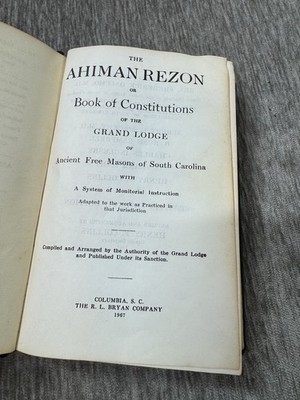 THE
AHIMAN REZON
OR
Book of Constitutions
OF THE
GRAND LODGE
OF
Ancient Free Masons of South Carolina
WITH
A System of Monitorial Instruction
Adapted to the work as Practiced in
that Jurisdiction
Compiled and Arranged by the Authority of the Grand Lodge
and Published Under its Sanction.
COLUMBIA, S. C.
THE R. L. BRYAN COMPANY
1907